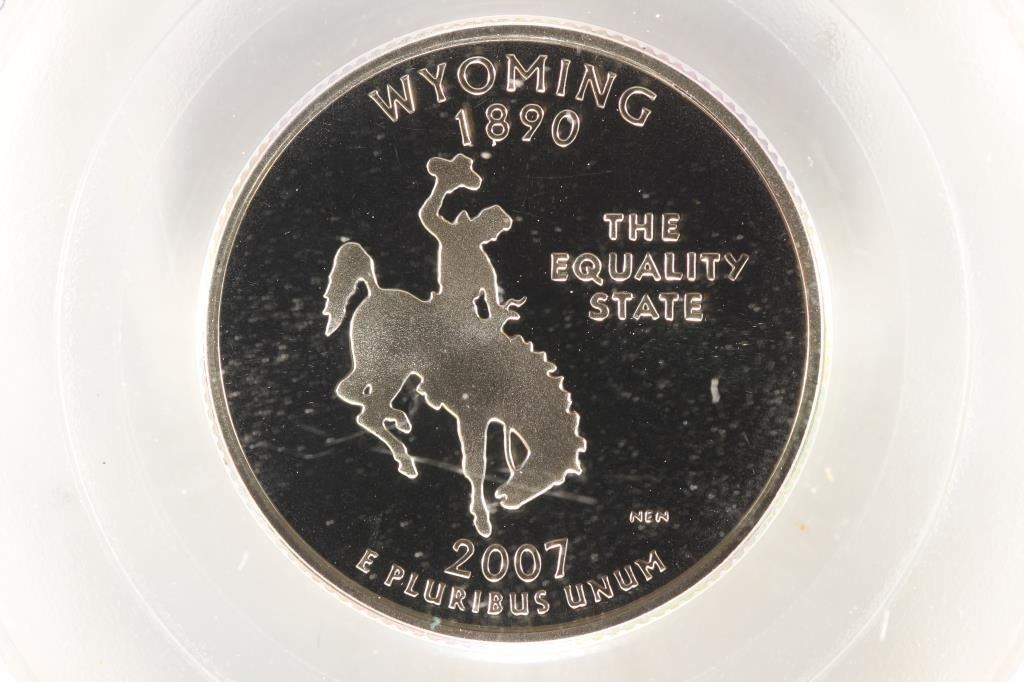 WYOMING
1890
THE
EQUALITY
STATE
NEN
2007
E PLURIBUS UNUM